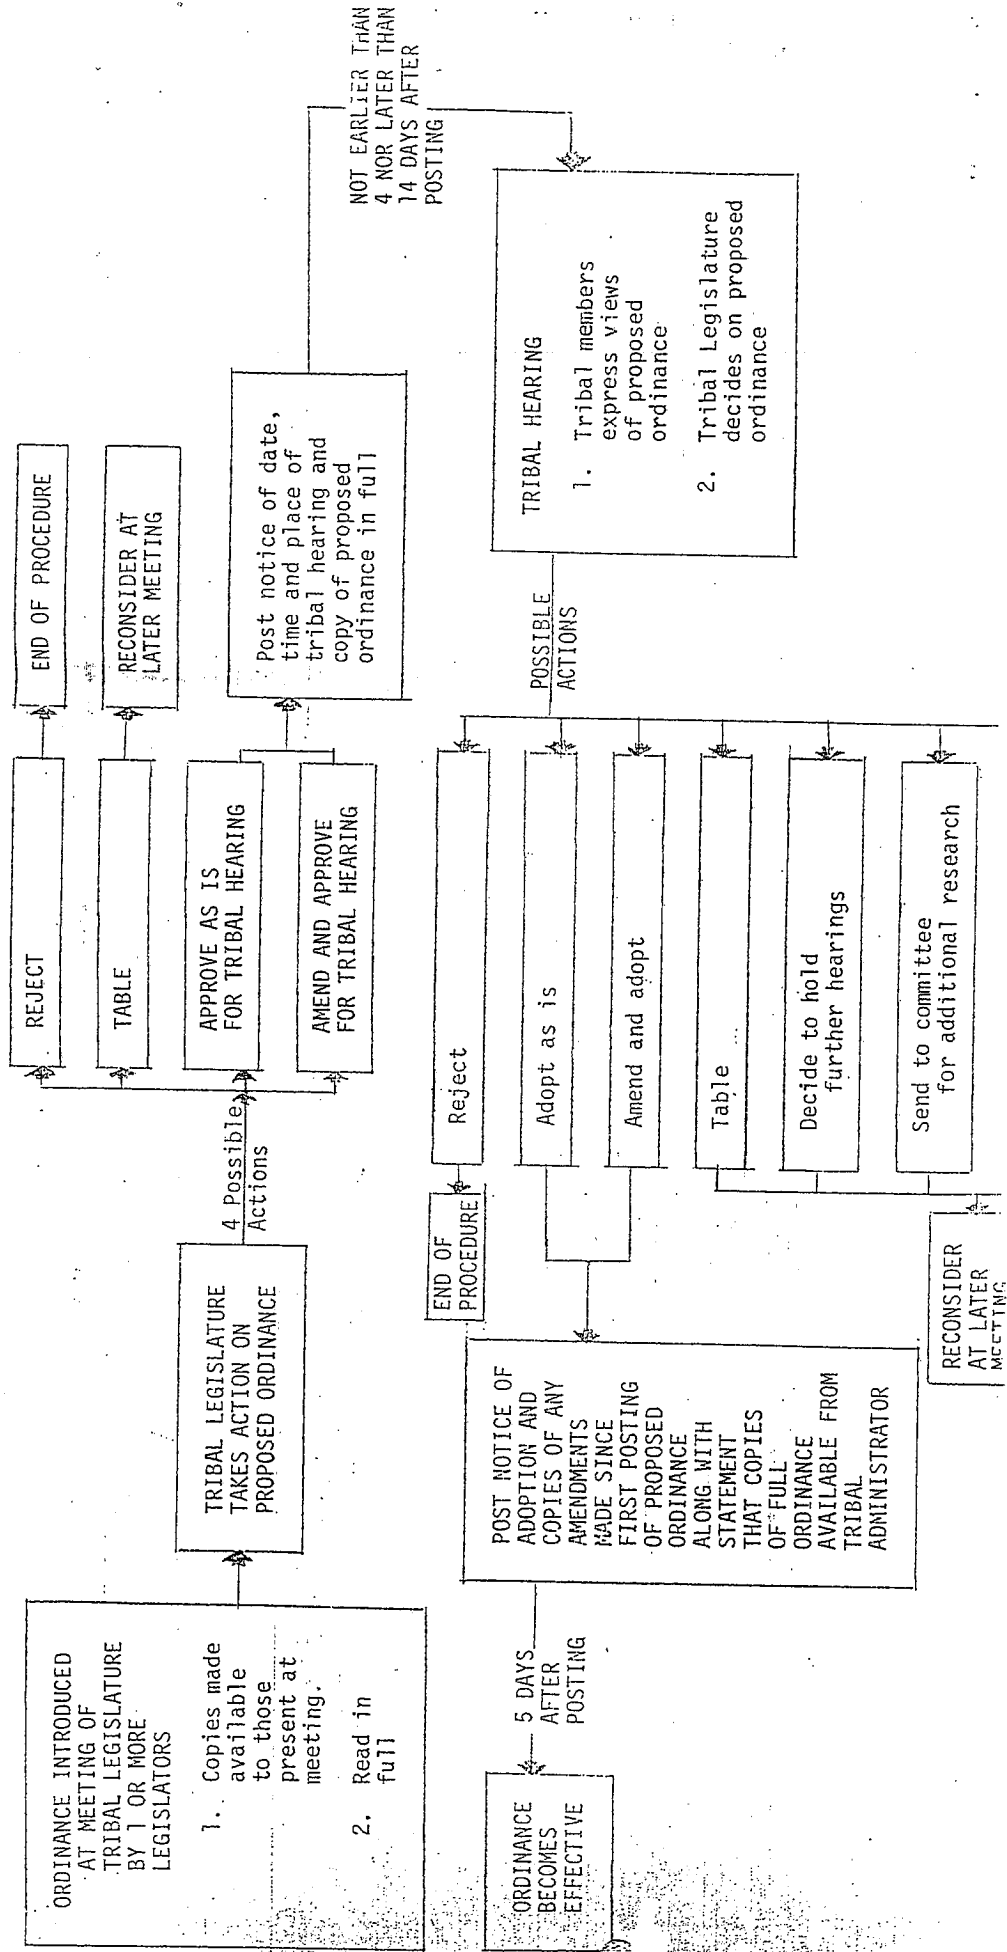 ORDINANCE INTRODUCED
AT MEETING OF
TRIBAL LEGISLATURE
BY 1 OR MORE
LEGISLATORS
1. Copies made
available
to those
present at
meeting.
2. Read in
full
TRIBAL LEGISLATURE
TAKES ACTION ON
PROPOSED ORDINANCE
4 Possible
Actions
REJECT
TABLE
APPROVE AS IS
FOR TRIBAL HEARING
AMEND AND APPROVE
FOR TRIBAL HEARING
END OF PROCEDURE
RECONSIDER AT
LATER MEETING
Post notice of date,
time and place of
tribal hearing and
copy of proposed
ordinance in full
NOT EARLIER THAN
4 NOR LATER THAN
14 DAYS AFTER
POSTING
TRIBAL HEARING
1. Tribal members
express views
of proposed
ordinance
2. Tribal Legislature
decides on proposed
ordinance
POSSIBLE
ACTIONS
Reject
Adopt as is
Amend and adopt
Table
Decide to hold
further hearings
Send to committee
for additional research
END OF
PROCEDURE
RECONSIDER
AT LATER
MEETING
POST NOTICE OF
ADOPTION AND
COPIES OF ANY
AMENDMENTS
MADE SINCE
FIRST POSTING
OF PROPOSED
ORDINANCE
ALONG WITH
STATEMENT
THAT COPIES
OF FULL
ORDINANCE
AVAILABLE FROM
TRIBAL
ADMINISTRATOR
5 DAYS
AFTER
POSTING
ORDINANCE
BECOMES
EFFECTIVE